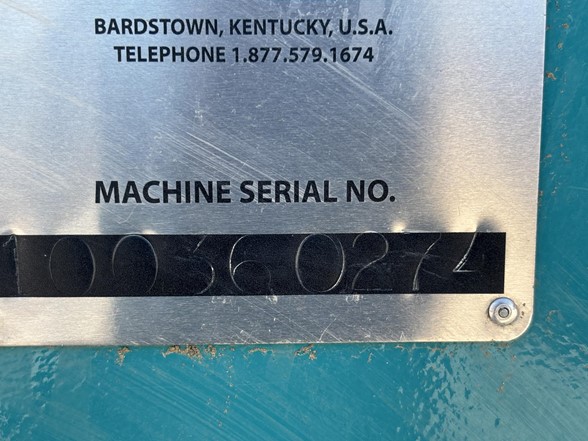 BARDSTOWN, KENTUCKY, U.S.A.
TELEPHONE 1.877.579.1674
MACHINE SERIAL NO.
100360274